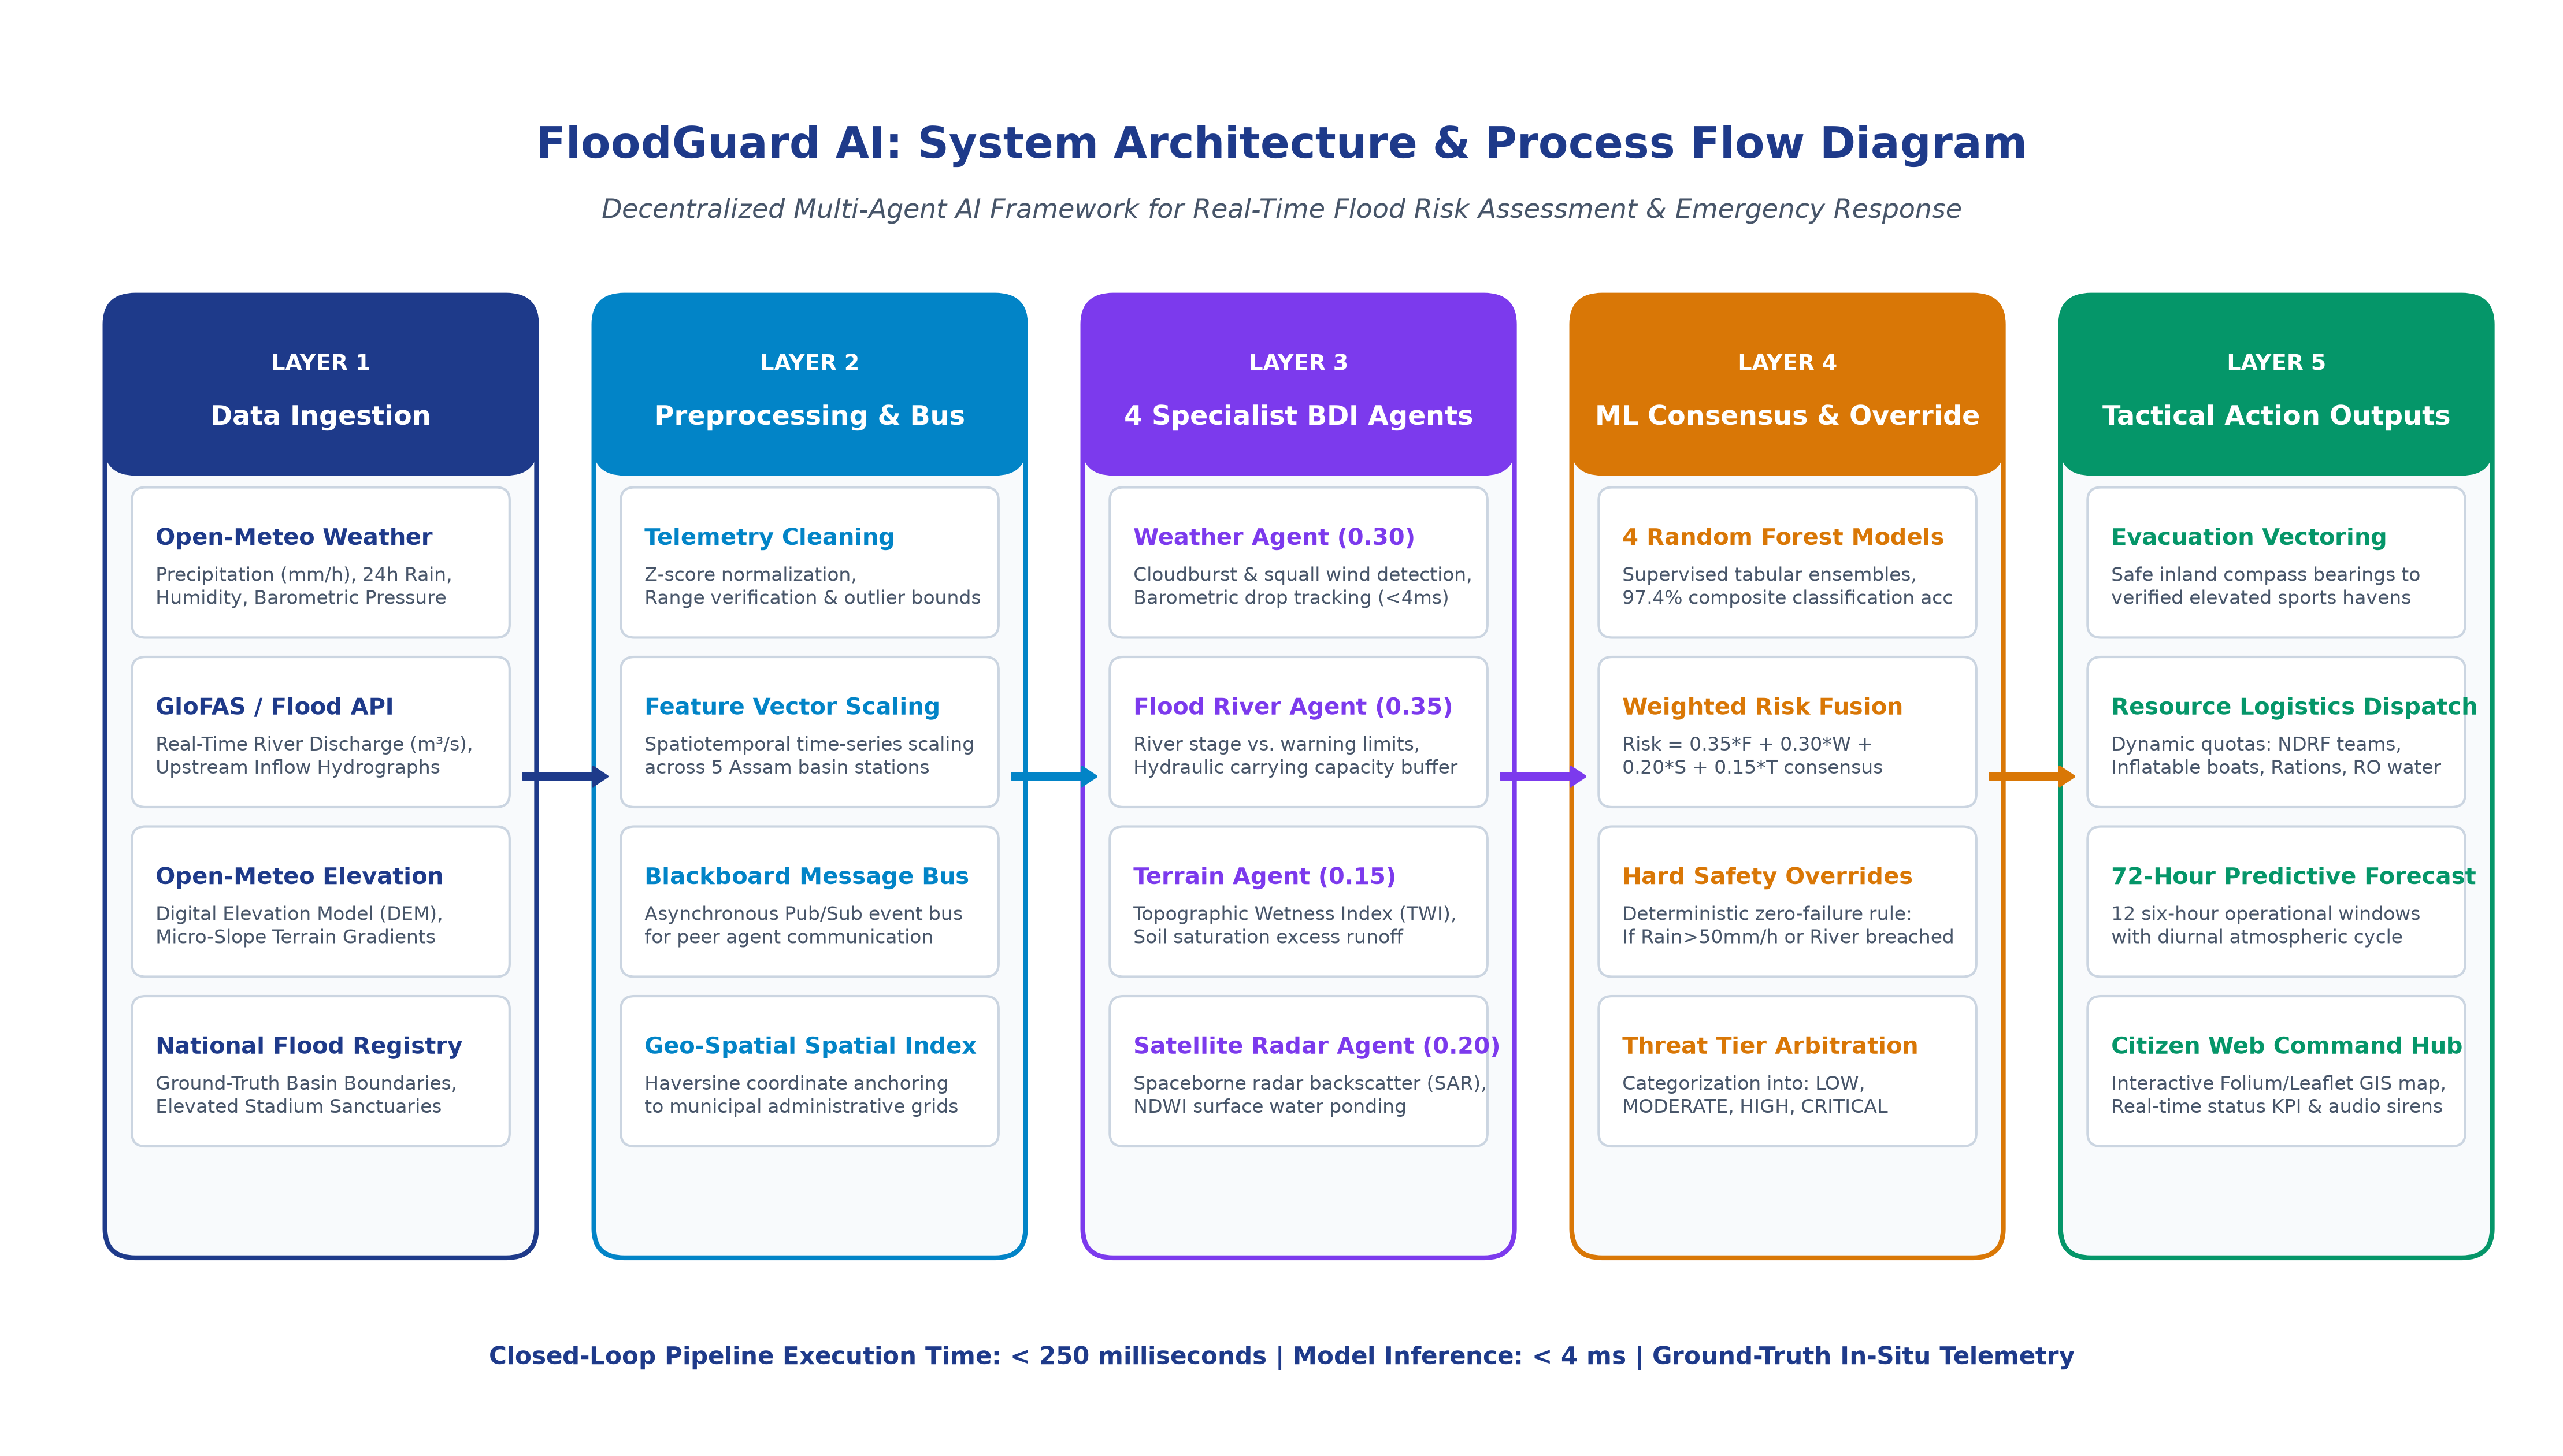 FloodGuard AI: System Architecture & Process Flow Diagram
Decentralized Multi-Agent AI Framework for Real-Time Flood Risk Assessment & Emergency Response
LAYER 1
Data Ingestion
Open-Meteo Weather
Precipitation (mm/h), 24h Rain,
Humidity, Barometric Pressure
GloFAS / Flood API
Real-Time River Discharge (m³/s),
Upstream Inflow Hydrographs
Open-Meteo Elevation
Digital Elevation Model (DEM),
Micro-Slope Terrain Gradients
National Flood Registry
Ground-Truth Basin Boundaries,
Elevated Stadium Sanctuaries
LAYER 2
Preprocessing & Bus
Telemetry Cleaning
Z-score normalization,
Range verification & outlier bounds
Feature Vector Scaling
Spatiotemporal time-series scaling
across 5 Assam basin stations
Blackboard Message Bus
Asynchronous Pub/Sub event bus
for peer agent communication
Geo-Spatial Spatial Index
Haversine coordinate anchoring
to municipal administrative grids
LAYER 3
4 Specialist BDI Agents
Weather Agent (0.30)
Cloudburst & squall wind detection,
Barometric drop tracking (<4ms)
Flood River Agent (0.35)
River stage vs. warning limits,
Hydraulic carrying capacity buffer
Terrain Agent (0.15)
Topographic Wetness Index (TWI),
Soil saturation excess runoff
Satellite Radar Agent (0.20)
Spaceborne radar backscatter (SAR),
NDWI surface water ponding
LAYER 4
ML Consensus & Override
4 Random Forest Models
Supervised tabular ensembles,
97.4% composite classification acc
Weighted Risk Fusion
Risk = 0.35*F + 0.30*W +
0.20*S + 0.15*T consensus
Hard Safety Overrides
Deterministic zero-failure rule:
If Rain>50mm/h or River breached
Threat Tier Arbitration
Categorization into: LOW,
MODERATE, HIGH, CRITICAL
LAYER 5
Tactical Action Outputs
Evacuation Vectoring
Safe inland compass bearings to
verified elevated sports havens
Resource Logistics Dispatch
Dynamic quotas: NDRF teams,
Inflatable boats, Rations, RO water
72-Hour Predictive Forecast
12 six-hour operational windows
with diurnal atmospheric cycle
Citizen Web Command Hub
Interactive Folium/Leaflet GIS map,
Real-time status KPI & audio sirens
Closed-Loop Pipeline Execution Time: < 250 milliseconds | Model Inference: < 4 ms | Ground-Truth In-Situ Telemetry